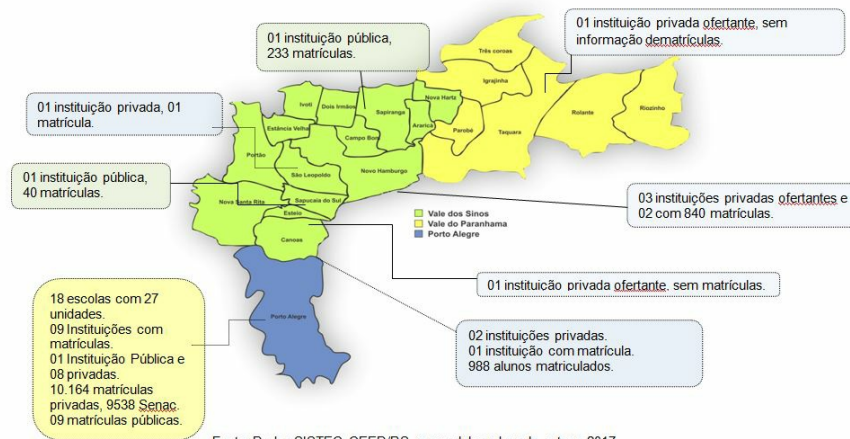 01 instituição pública,
233 matrículas.
01 instituição privada ofertante, sem
informação dematrículas.
01 instituição privada, 01
matrícula.
01 instituição pública,
40 matrículas.
Três coroas
Igrajinha
Nova Hartz
Parobé
Taquara
Rolante
Riozinho
Ivoti
Dois Irmãos
Sapiranga
Ararica
Estância Velha
Campo Bon
Portão
São Leopoldo
Novo Hamburgo
Nova Santa Rita
Sapucaia do Sul
Esteio
Canoas
Vale dos Sinos
Vale do Paranhama
Porto Alegre
03 instituições privadas ofertantes e
02 com 840 matrículas.
01 instituição privada ofertante. sem matrículas.
18 escolas com 27
unidades.
09 Instituições com
matrículas.
01 Instituição Pública e
08 privadas.
10.164 matrículas
privadas, 9538 Senac.
09 matrículas públicas.
Porto Alegre
02 instituições privadas.
01 instituição com matrícula.
988 alunos matriculados.